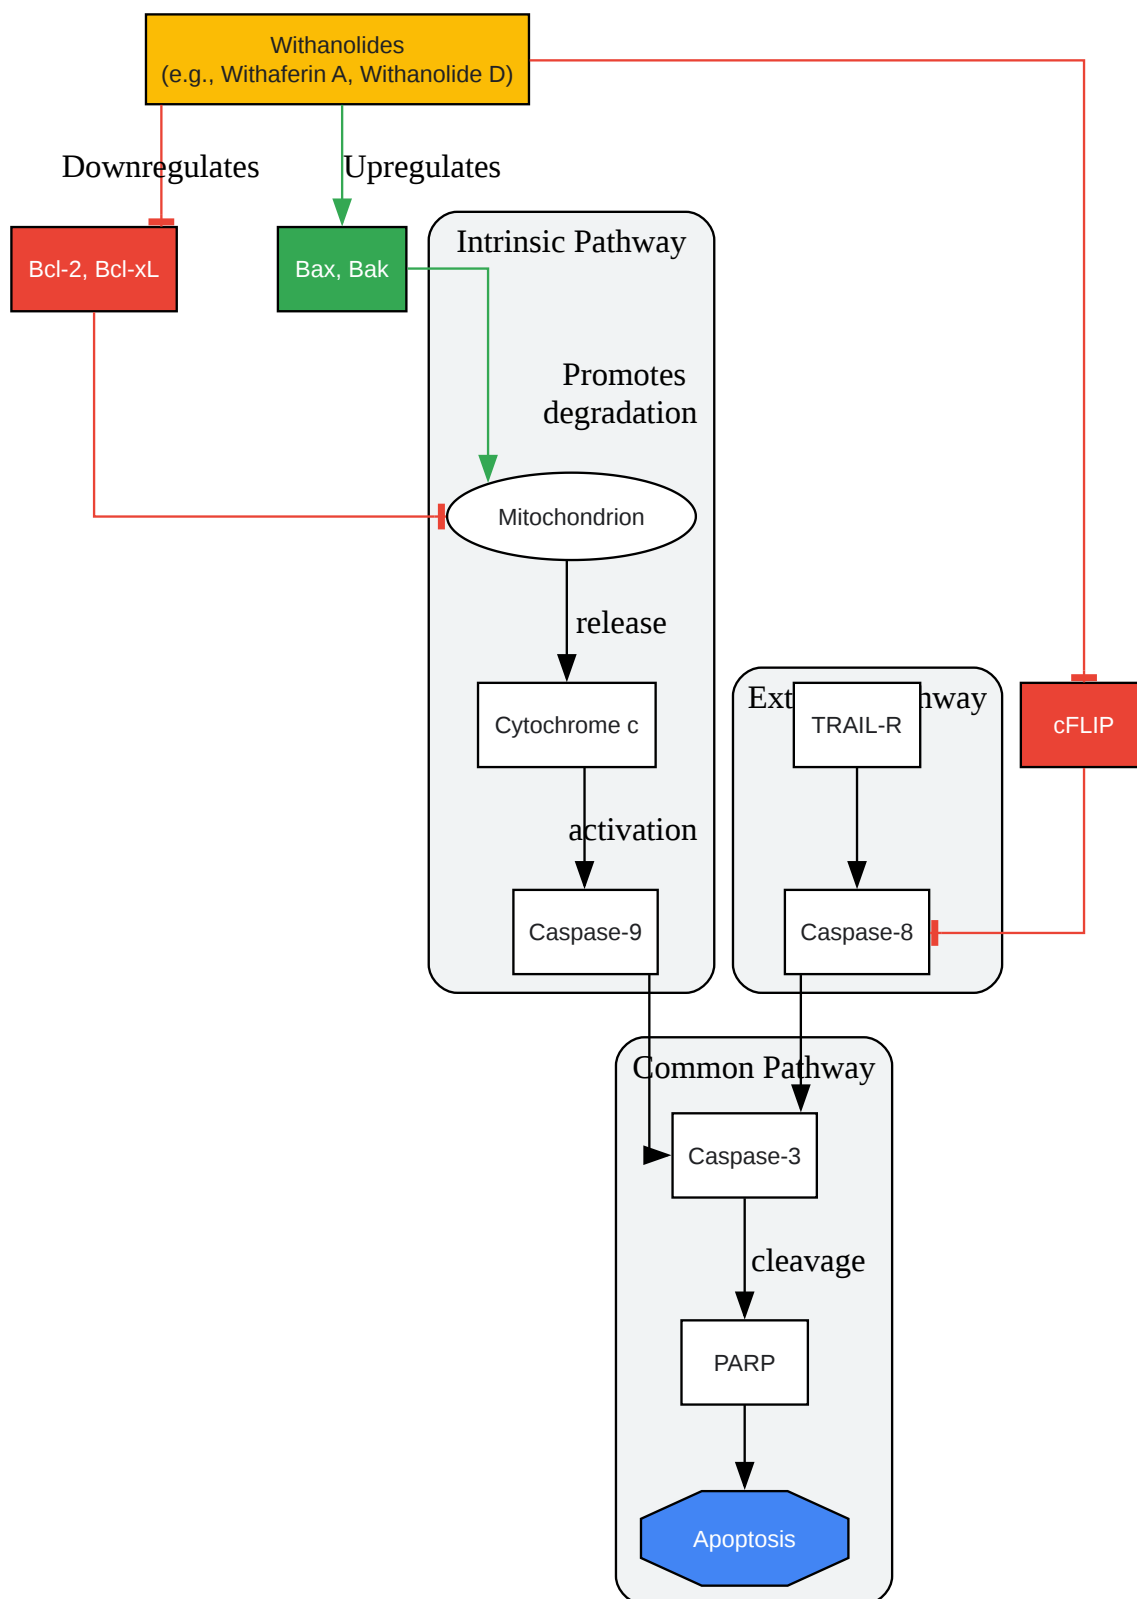 Withanolides
(e.g., Withaferin A, Withanolide D)
Downregulates
Upregulates
Bcl-2, Bcl-xL
Bax, Bak
Intrinsic Pathway
Promotes
degradation
Mitochondrion
release
Cytochrome c
TRAIL-R
cFLIP
activation
Caspase-9
Caspase-8
Common Pathway
Caspase-3
cleavage
PARP
Apoptosis